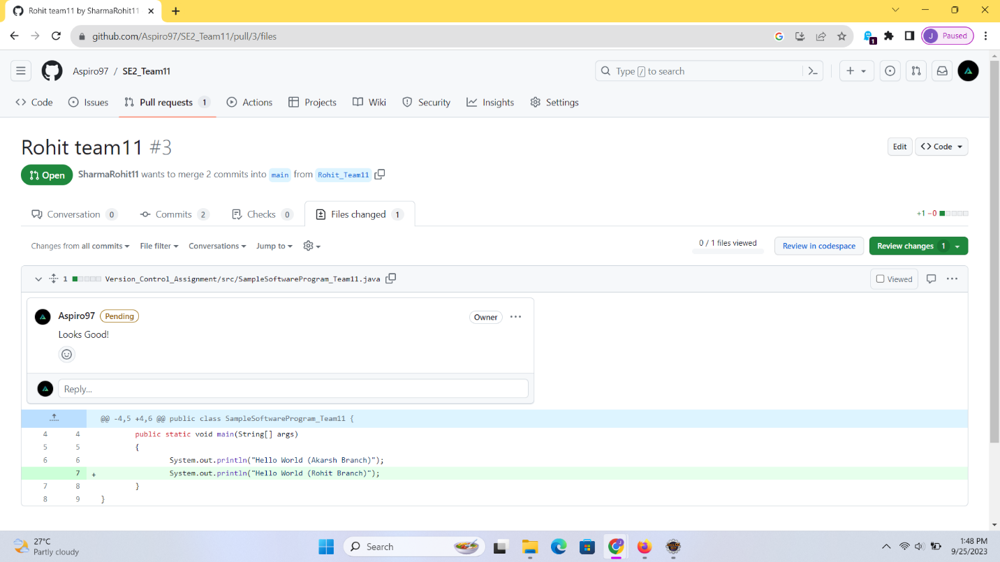 Rohit team11 by SharmaRohit11
github.com/Aspiro97/SE2_Team11/pull/3/files
1
J Paused
Aspiro97 / SE2_Team11
Type / to search
Code Issues Pull requests 1 Actions Projects Wiki Security Insights Settings
Rohit team11 #3
Edit <> Code
Open SharmaRohit11 wants to merge 2 commits into main from Rohit_Team11
Conversation 0 Commits 2 Checks 0 Files changed 1
+1 −0
Changes from all commits File filter Conversations Jump to
0 / 1 files viewed Review in codespace Review changes 1
1 Version_Control_Assignment/src/SampleSoftwareProgram_Team11.java
Viewed
Aspiro97 Pending Owner
Looks Good!
Reply...
@@ -4,5 +4,6 @@ public class SampleSoftwareProgram_Team11 {
4 4 public static void main(String[] args)
5 5 {
6 6 System.out.println("Hello World (Akarsh Branch)");
7 + System.out.println("Hello World (Rohit Branch)");
7 8 }
8 9 }
27°C
Partly cloudy
Search
1:48 PM
9/25/2023